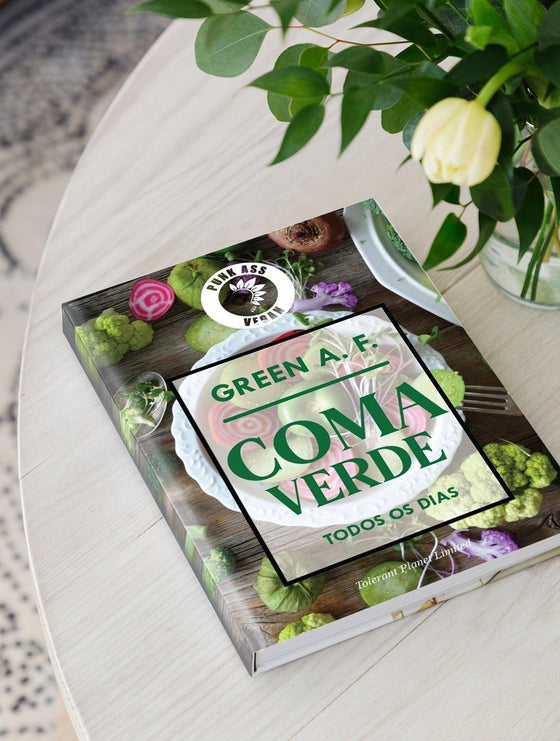 PUNK ASS
VEGAN
GREEN A. F.
COMA
VERDE
TODOS OS DIAS
Tolerant Planet Limited